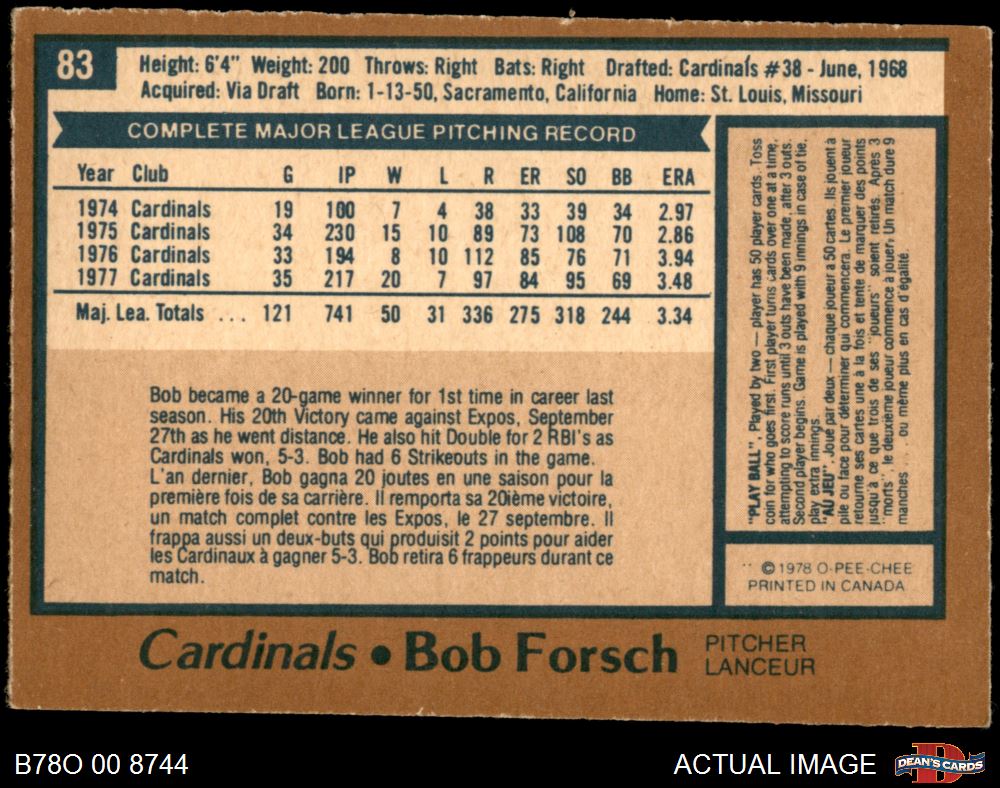 83
Height: 6'4" Weight: 200 Throws: Right Bats: Right Drafted: Cardinals #38 - June, 1968
Acquired: Via Draft Born: 1-13-50, Sacramento, California Home: St. Louis, Missouri
COMPLETE MAJOR LEAGUE PITCHING RECORD
Year Club G IP W L R ER SO BB ERA
1974 Cardinals 19 100 7 4 38 33 39 34 2.97
1975 Cardinals 34 230 15 10 89 73 108 70 2.86
1976 Cardinals 33 194 8 10 112 85 76 71 3.94
1977 Cardinals 35 217 20 7 97 84 95 69 3.48
Maj. Lea. Totals ... 121 741 50 31 336 275 318 244 3.34
Bob became a 20-game winner for 1st time in career last
season. His 20th Victory came against Expos, September
27th as he went distance. He also hit Double for 2 RBI's as
Cardinals won, 5-3. Bob had 6 Strikeouts in the game.
L'an dernier, Bob gagna 20 joutes en une saison pour la
première fois de sa carrière. Il remporta sa 20ième victoire,
un match complet contre les Expos, le 27 septembre. Il
frappa aussi un deux-buts qui produisit 2 points pour aider
les Cardinaux à gagner 5-3. Bob retira 6 frappeurs durant ce
match.
"PLAY BALL". Played by two — player has 50 player cards. Toss
coin for who goes first. First player turns cards over one at a time,
attempting to score runs until 3 outs have been made, after 3 outs.
Second player begins. Game is played with 9 innings in case of tie,
play extra innings.
"AU JEU". Joué par deux — chaque joueur a 50 cartes. Ils jouent à
pile ou face pour déterminer qui commencera. Le premier joueur
retourne ses cartes une à la fois et tente de marquer des points
jusqu'à ce que trois de ses "joueurs" soient retirés. Après 3
"morts", le deuxième joueur commence à jouer. Un match dure 9
manches... ou même plus en cas d'égalité.
©1978 O-PEE-CHEE
PRINTED IN CANADA
Cardinals • Bob Forsch PITCHER
LANCEUR
B78O 00 8744
ACTUAL IMAGE
D
DEAN'S CARDS